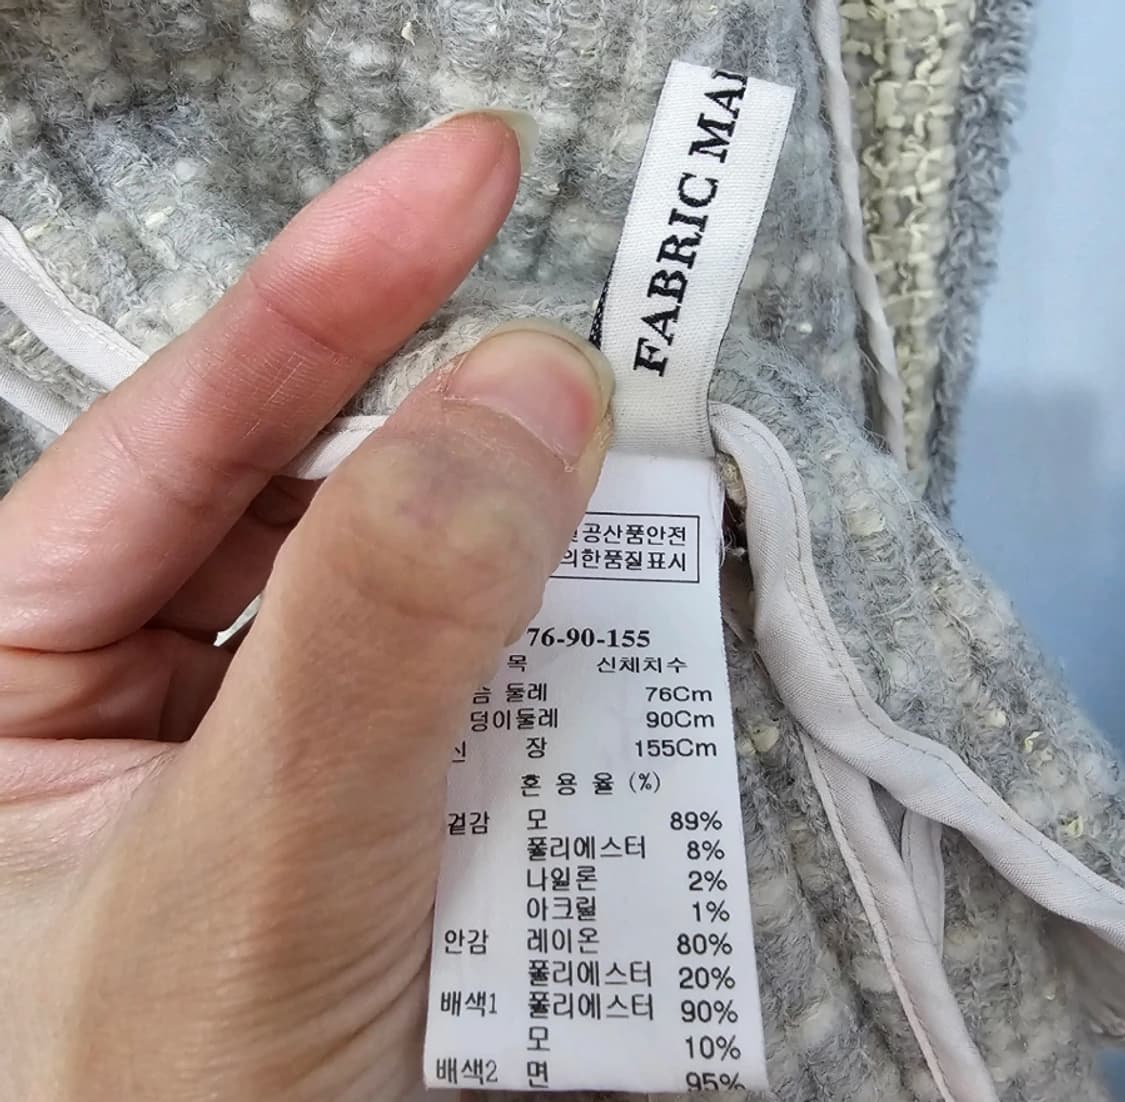 FABRIC
공산품안전
의한품질표시
76-90-155
목 신체치수
둘레 76Cm
덩이둘레 90Cm
장 155Cm
혼용율 (%)
겉감 모 89%
폴리에스터 8%
나일론 2%
아크릴 1%
안감 레이온 80%
폴리에스터 20%
배색1 폴리에스터 90%
모 10%
배색2 면 95%